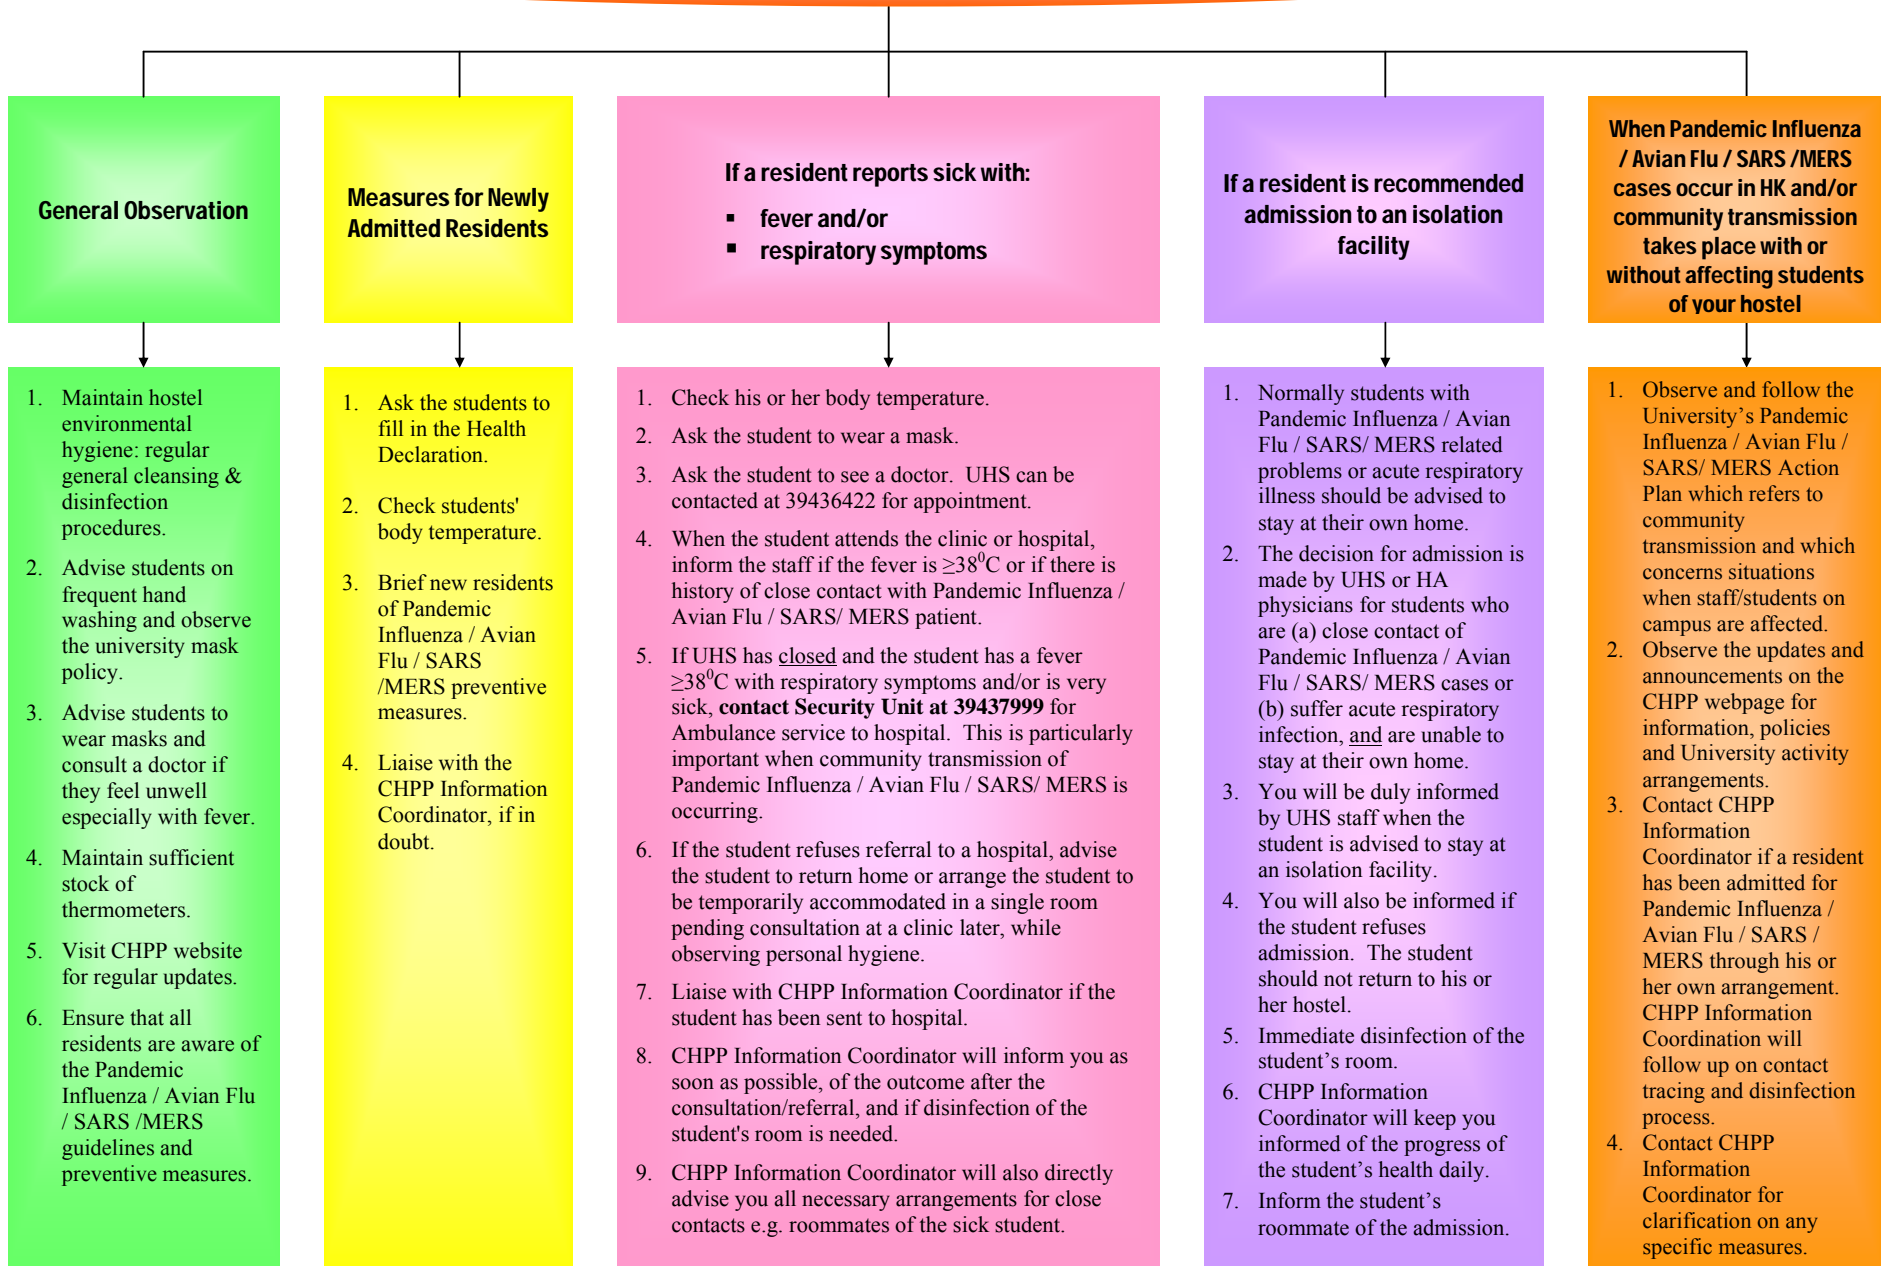 General Observation
Measures for Newly
Admitted Residents
If a resident reports sick with:
▪ fever and/or
▪ respiratory symptoms
If a resident is recommended
admission to an isolation
facility
When Pandemic Influenza
/ Avian Flu / SARS /MERS
cases occur in HK and/or
community transmission
takes place with or
without affecting students
of your hostel
1. Maintain hostel
environmental
hygiene: regular
general cleansing &
disinfection
procedures.
2. Advise students on
frequent hand
washing and observe
the university mask
policy.
3. Advise students to
wear masks and
consult a doctor if
they feel unwell
especially with fever.
4. Maintain sufficient
stock of
thermometers.
5. Visit CHPP website
for regular updates.
6. Ensure that all
residents are aware of
the Pandemic
Influenza / Avian Flu
/ SARS /MERS
guidelines and
preventive measures.
1. Ask the students to
fill in the Health
Declaration.
2. Check students'
body temperature.
3. Brief new residents
of Pandemic
Influenza / Avian
Flu / SARS
/MERS preventive
measures.
4. Liaise with the
CHPP Information
Coordinator, if in
doubt.
1. Check his or her body temperature.
2. Ask the student to wear a mask.
3. Ask the student to see a doctor.  UHS can be
contacted at 39436422 for appointment.
4. When the student attends the clinic or hospital,
inform the staff if the fever is ≥38⁰C or if there is
history of close contact with Pandemic Influenza /
Avian Flu / SARS/ MERS patient.
5. If UHS has closed and the student has a fever
≥38⁰C with respiratory symptoms and/or is very
sick, contact Security Unit at 39437999 for
Ambulance service to hospital.  This is particularly
important when community transmission of
Pandemic Influenza / Avian Flu / SARS/ MERS is
occurring.
6. If the student refuses referral to a hospital, advise
the student to return home or arrange the student to
be temporarily accommodated in a single room
pending consultation at a clinic later, while
observing personal hygiene.
7. Liaise with CHPP Information Coordinator if the
student has been sent to hospital.
8. CHPP Information Coordinator will inform you as
soon as possible, of the outcome after the
consultation/referral, and if disinfection of the
student's room is needed.
9. CHPP Information Coordinator will also directly
advise you all necessary arrangements for close
contacts e.g. roommates of the sick student.
1. Normally students with
Pandemic Influenza / Avian
Flu / SARS/ MERS related
problems or acute respiratory
illness should be advised to
stay at their own home.
2. The decision for admission is
made by UHS or HA
physicians for students who
are (a) close contact of
Pandemic Influenza / Avian
Flu / SARS/ MERS cases or
(b) suffer acute respiratory
infection, and are unable to
stay at their own home.
3. You will be duly informed
by UHS staff when the
student is advised to stay at
an isolation facility.
4. You will also be informed if
the student refuses
admission.  The student
should not return to his or
her hostel.
5. Immediate disinfection of the
student’s room.
6. CHPP Information
Coordinator will keep you
informed of the progress of
the student’s health daily.
7. Inform the student’s
roommate of the admission.
1. Observe and follow the
University’s Pandemic
Influenza / Avian Flu /
SARS/ MERS Action
Plan which refers to
community
transmission and which
concerns situations
when staff/students on
campus are affected.
2. Observe the updates and
announcements on the
CHPP webpage for
information, policies
and University activity
arrangements.
3. Contact CHPP
Information
Coordinator if a resident
has been admitted for
Pandemic Influenza /
Avian Flu / SARS /
MERS through his or
her own arrangement.
CHPP Information
Coordination will
follow up on contact
tracing and disinfection
process.
4. Contact CHPP
Information
Coordinator for
clarification on any
specific measures.